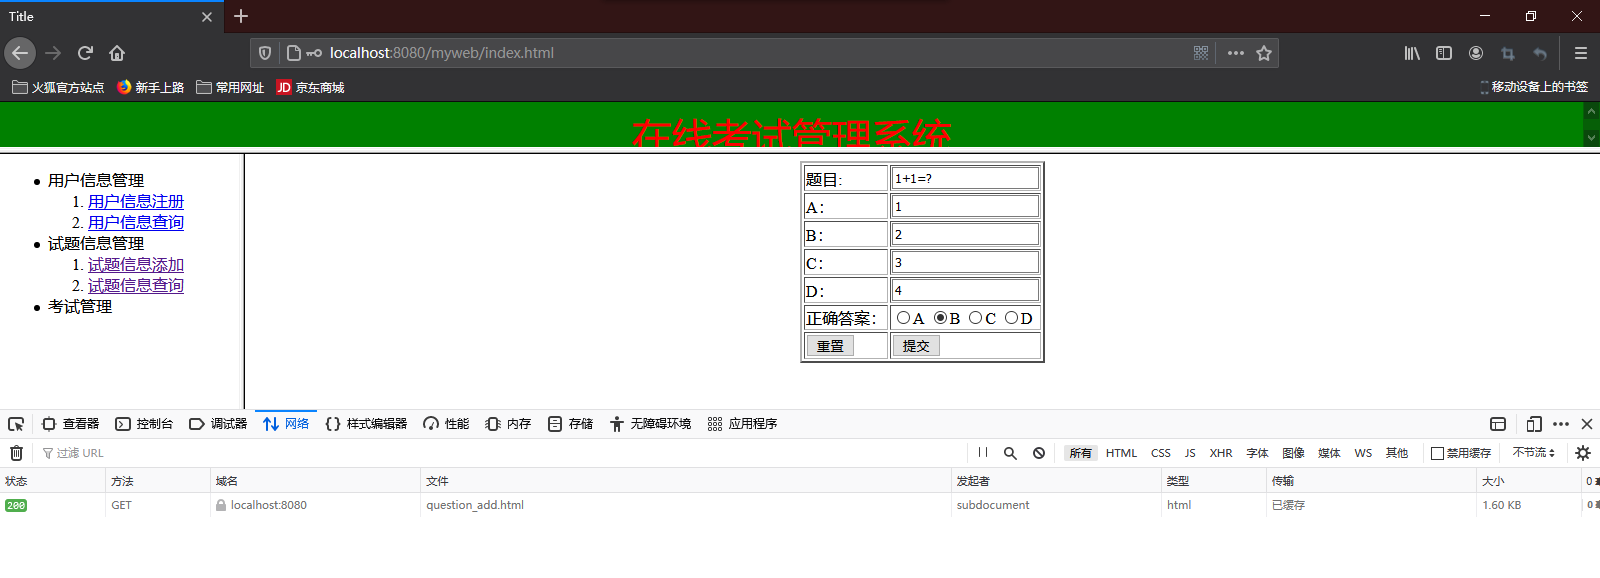 Title
localhost:8080/myweb/index.html
火狐官方站点 新手上路 常用网址 JD 京东商城 移动设备上的书签
在线考试管理系统
用户信息管理
1. 用户信息注册
2. 用户信息查询
试题信息管理
1. 试题信息添加
2. 试题信息查询
考试管理
题目: 1+1=?
A: 1
B: 2
C: 3
D: 4
正确答案: A B C D
重置 提交
查看器 控制台 调试器 网络 样式编辑器 性能 内存 存储 无障碍环境 应用程序
过滤 URL 所有 HTML CSS JS XHR 字体 图像 媒体 WS 其他 禁用缓存 不节流
状态 方法 域名 文件 发起者 类型 传输 大小 0
200 GET localhost:8080 question_add.html subdocument html 已缓存 1.60 KB 0